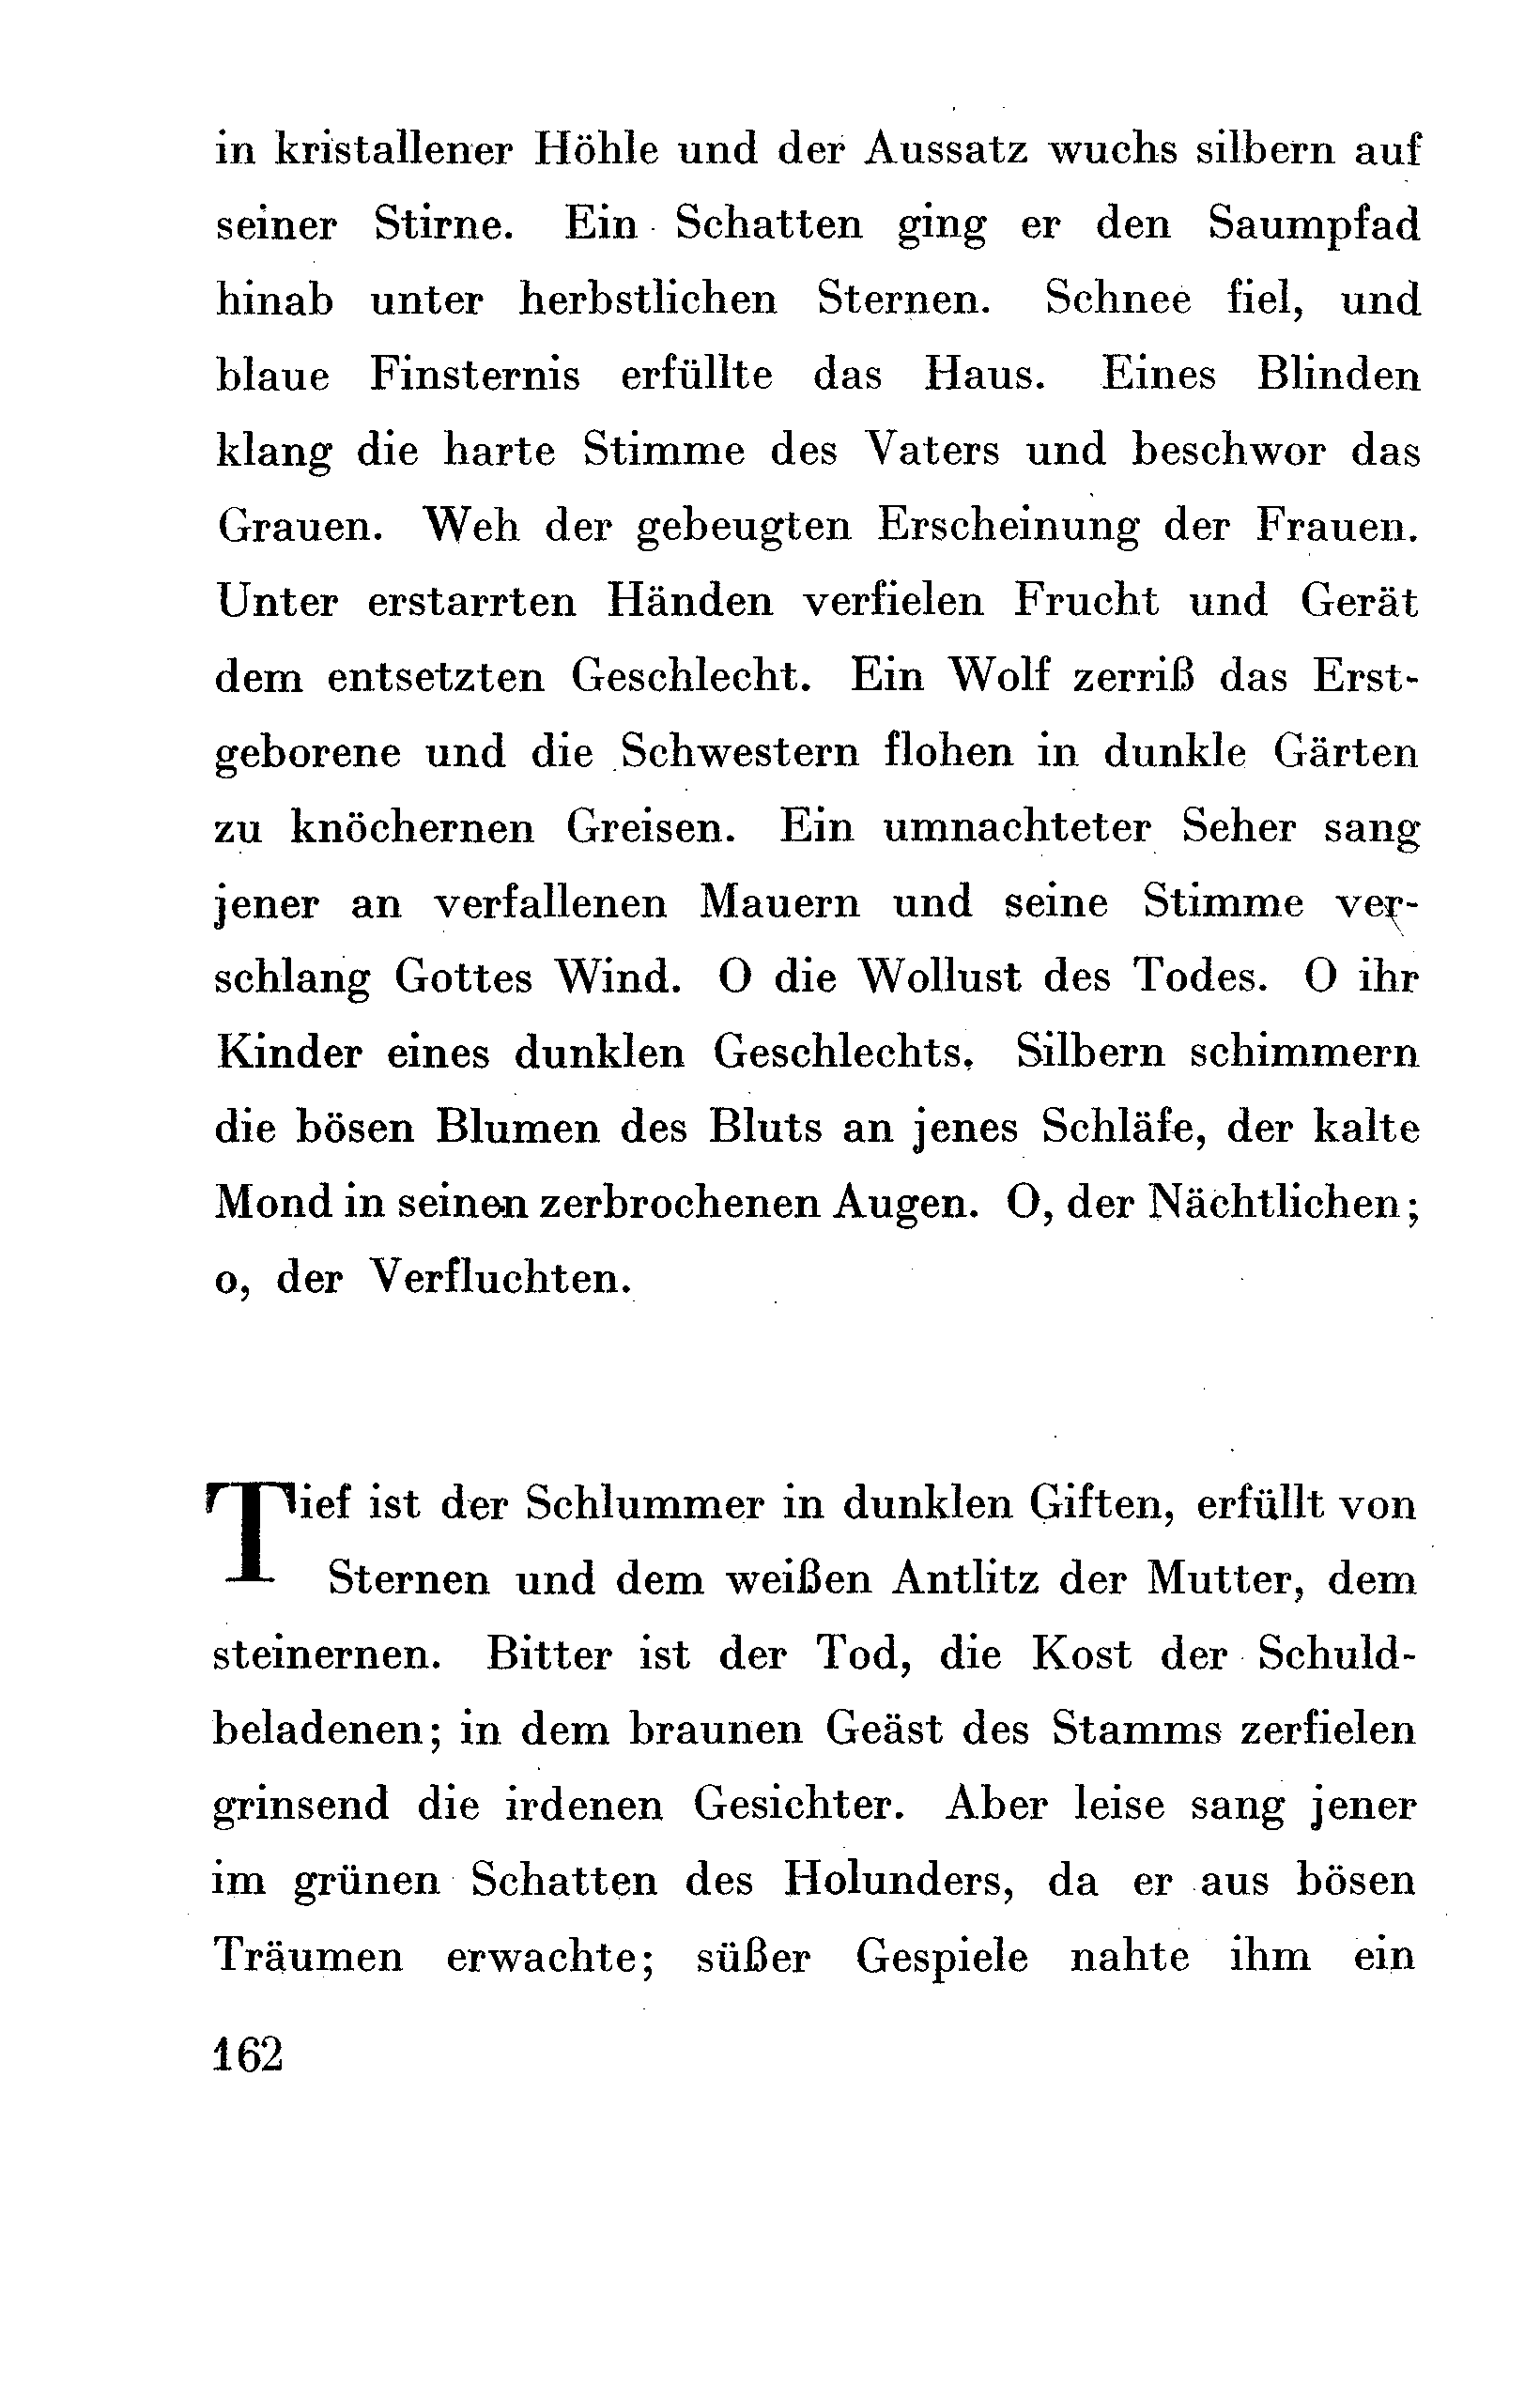 in kristallener Höhle und der Aussatz wuchs silbern auf
seiner Stirne. Ein Schatten ging er den Saumpfad
hinab unter herbstlichen Sternen. Schnee fiel, und
blaue Finsternis erfüllte das Haus. Eines Blinden
klang die harte Stimme des Vaters und beschwor das
Grauen. Weh der gebeugten Erscheinung der Frauen.
Unter erstarrten Händen verfielen Frucht und Gerät
dem entsetzten Geschlecht. Ein Wolf zerriß das Erst-
geborene und die Schwestern flohen in dunkle Gärten
zu knöchernen Greisen. Ein umnachteter Seher sang
jener an verfallenen Mauern und seine Stimme ver-
schlang Gottes Wind. O die Wollust des Todes. O ihr
Kinder eines dunklen Geschlechts. Silbern schimmern
die bösen Blumen des Bluts an jenes Schläfe, der kalte
Mond in seinen zerbrochenen Augen. O, der Nächtlichen;
o, der Verfluchten.
Tief ist der Schlummer in dunklen Giften, erfüllt von
Sternen und dem weißen Antlitz der Mutter, dem
steinernen. Bitter ist der Tod, die Kost der Schuld-
beladenen; in dem braunen Geäst des Stamms zerfielen
grinsend die irdenen Gesichter. Aber leise sang jener
im grünen Schatten des Holunders, da er aus bösen
Träumen erwachte; süßer Gespiele nahte ihm ein
162